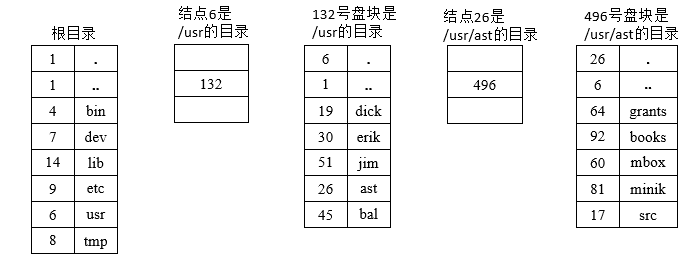 根目录
1 .
1 ..
4 bin
7 dev
14 lib
9 etc
6 usr
8 tmp
结点6是
/usr的目录
132
132号盘块是
/usr的目录
6 .
1 ..
19 dick
30 erik
51 jim
26 ast
45 bal
结点26是
/usr/ast的目录
496
496号盘块是
/usr/ast的目录
26 .
6 ..
64 grants
92 books
60 mbox
81 minik
17 src